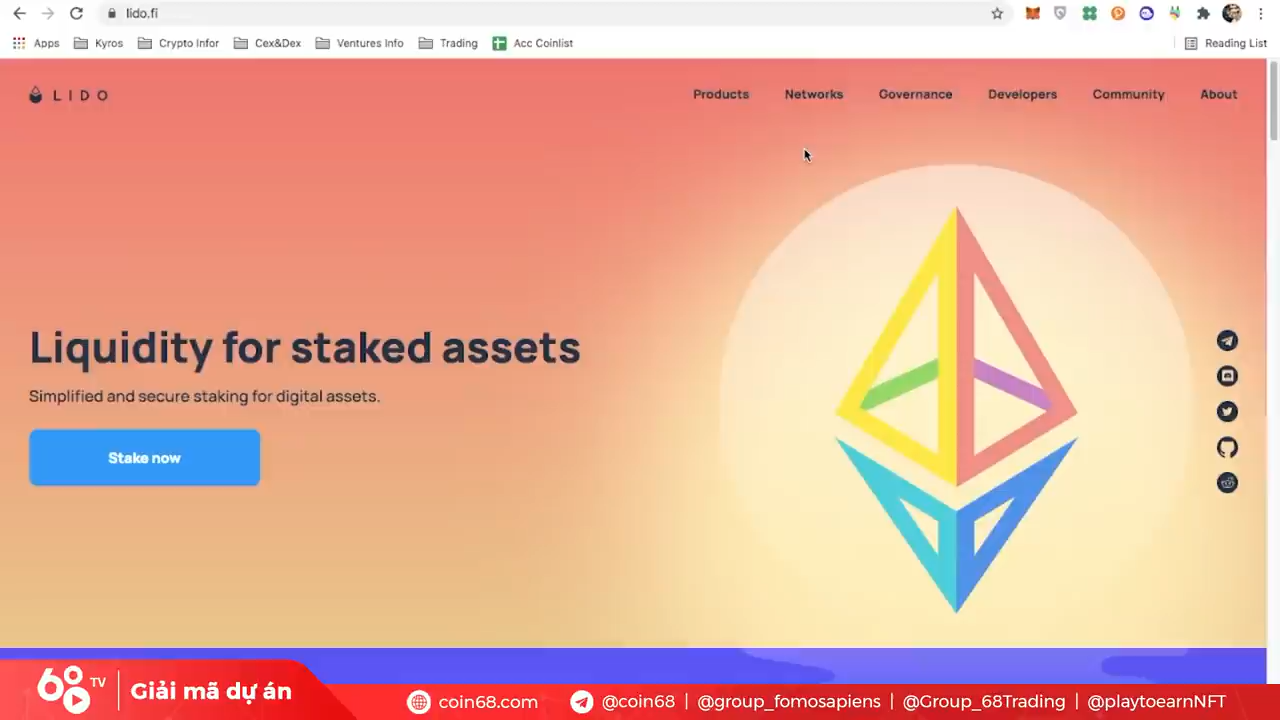 lido.fi
Apps Kyros Crypto Infor Cex&Dex Ventures Info Trading Acc Coinlist Reading List
LIDO Products Networks Governance Developers Community About
Liquidity for staked assets
Simplified and secure staking for digital assets.
Stake now
68 TV Giải mã dự án coin68.com @coin68 | @group_fomosapiens | @Group_68Trading | @playtoearnNFT